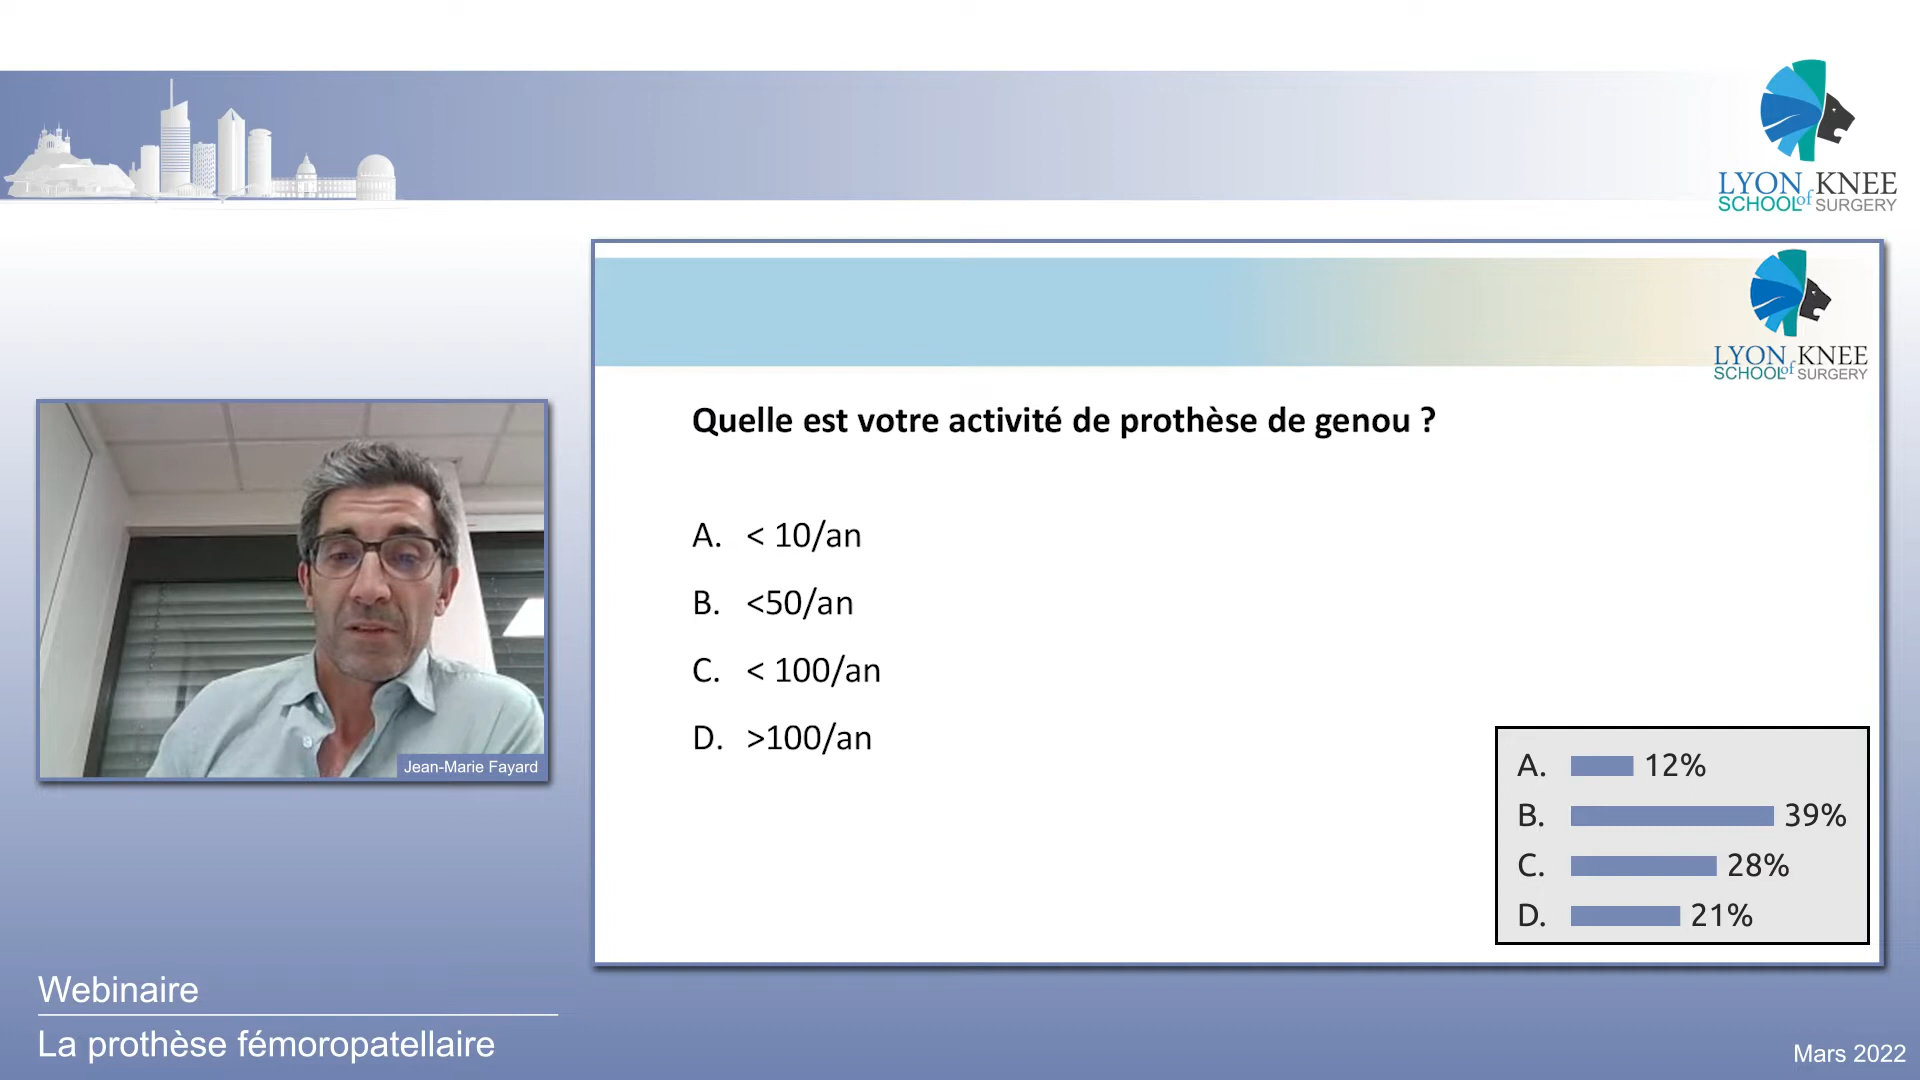 LYON KNEE
SCHOOL of SURGERY
LYON KNEE
SCHOOL of SURGERY
Quelle est votre activité de prothèse de genou ?
A. < 10/an
B. <50/an
C. < 100/an
D. >100/an
A. 12%
B. 39%
C. 28%
D. 21%
Jean-Marie Fayard
Webinaire
La prothèse fémoropatellaire
Mars 2022